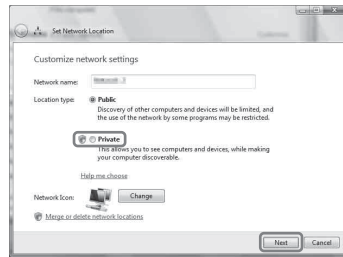 Set Network Location
Customize network settings
Network name:
Location type: Public
Discovery of other computers and devices will be limited, and
the use of the network by some programs may be restricted.
Private
This allows you to see computers and devices, while making
your computer discoverable.
Help me choose
Network Icon: Change
Merge or delete network locations
Next Cancel